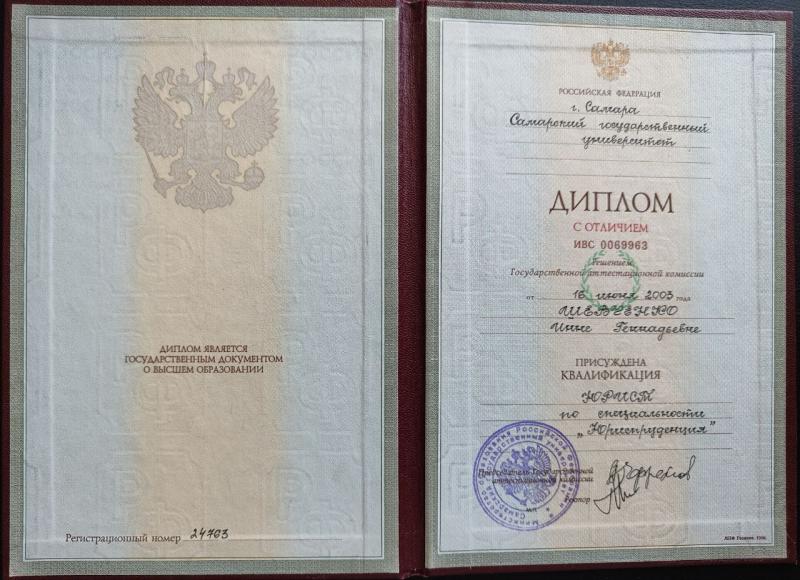 ДИПЛОМ ЯВЛЯЕТСЯ
ГОСУДАРСТВЕННЫМ ДОКУМЕНТОМ
О ВЫСШЕМ ОБРАЗОВАНИИ
Регистрационный номер 24763
РОССИЙСКАЯ ФЕДЕРАЦИЯ
г. Самара
Самарский государственный
университет
ДИПЛОМ
С ОТЛИЧИЕМ
ИВС 0069963
Решением
Государственной аттестационной комиссии
от 16 июня 2003 года
ШЕВЧЕНКО
Инне Геннадьевне
ПРИСУЖДЕНА
КВАЛИФИКАЦИЯ
ЮРИСТ
по специальности
„Юриспруденция"
Председатель Государственной
аттестационной комиссии
Ректор